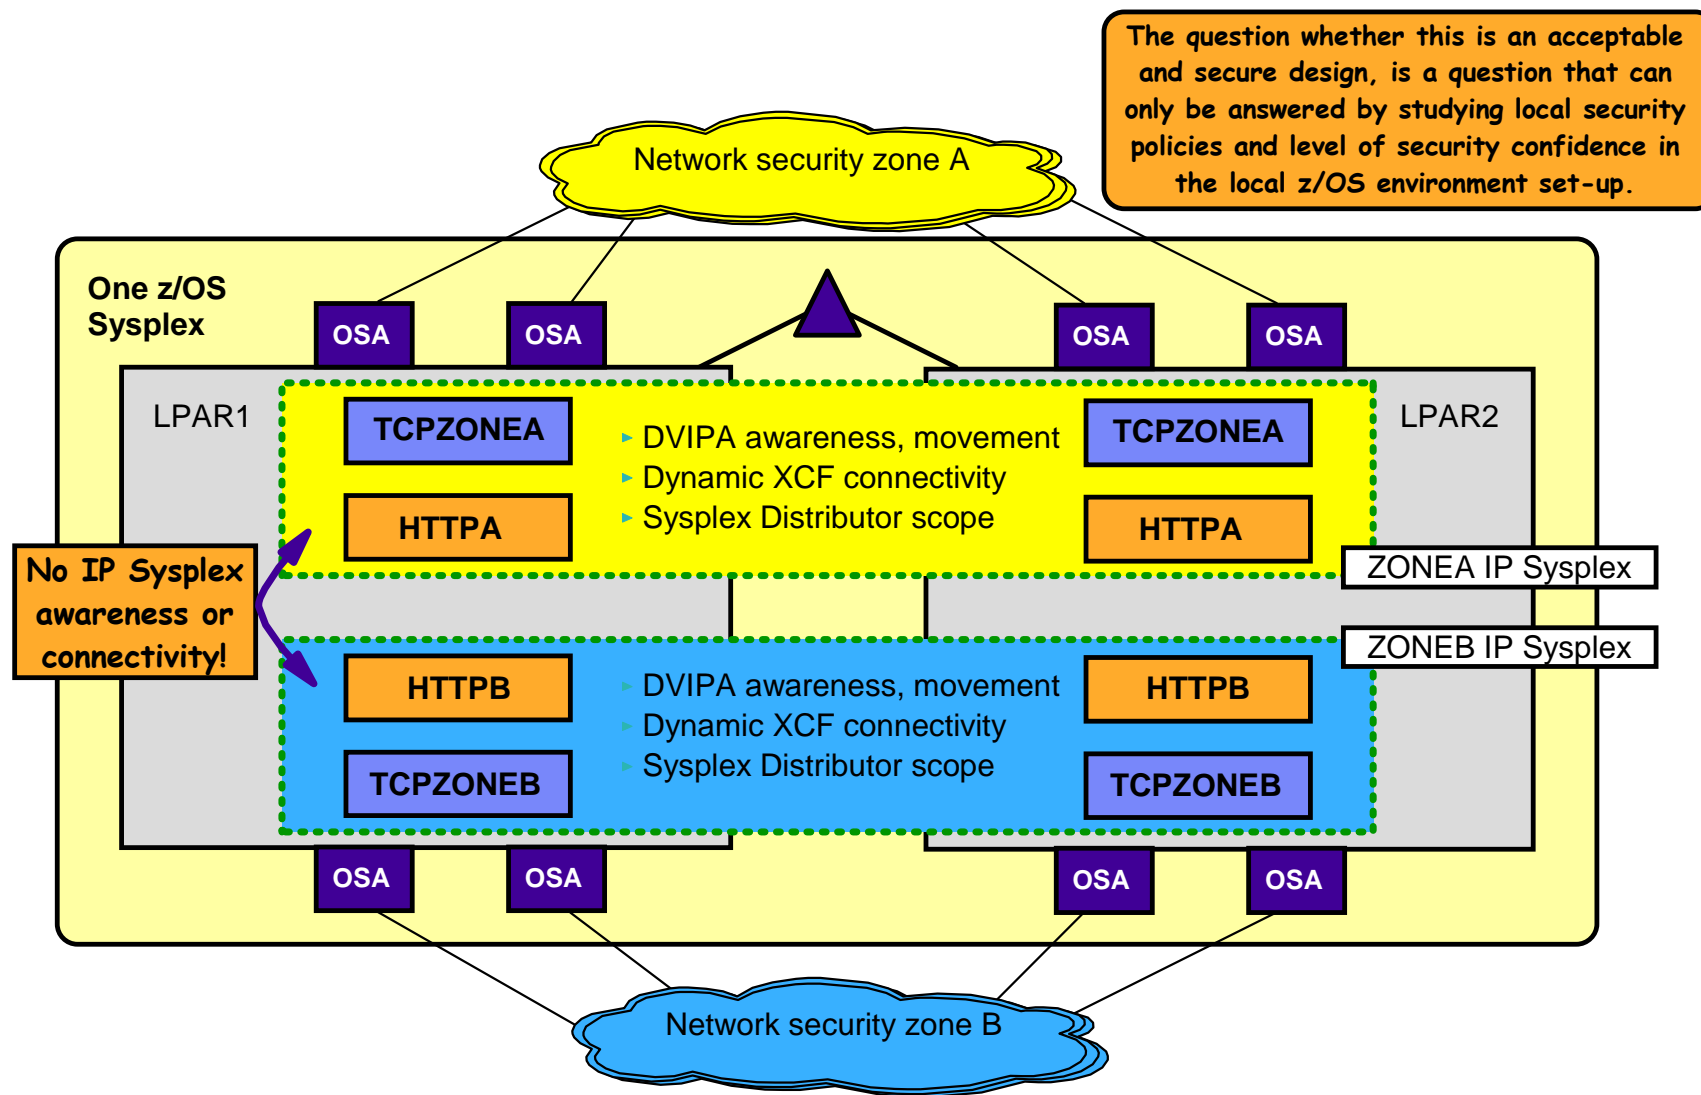 The question whether this is an acceptable
and secure design, is a question that can
only be answered by studying local security
policies and level of security confidence in
the local z/OS environment set-up.
Network security zone A
One z/OS
Sysplex
OSA
OSA
OSA
OSA
LPAR1
LPAR2
TCPZONEA
HTTPA
DVIPA awareness, movement
Dynamic XCF connectivity
Sysplex Distributor scope
TCPZONEA
HTTPA
No IP Sysplex
awareness or
connectivity!
ZONEA IP Sysplex
ZONEB IP Sysplex
HTTPB
TCPZONEB
DVIPA awareness, movement
Dynamic XCF connectivity
Sysplex Distributor scope
HTTPB
TCPZONEB
OSA
OSA
OSA
OSA
Network security zone B